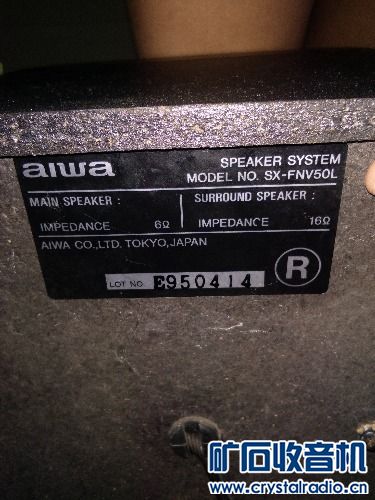 aiwa
SPEAKER SYSTEM
MODEL NO. SX-FNV50L
MAIN SPEAKER :
IMPEDANCE 6Ω
SURROUND SPEAKER :
IMPEDANCE 16Ω
AIWA CO.,LTD. TOKYO,JAPAN
LOT NO. E950414
R
矿石收音机
www.crystalradio.cn